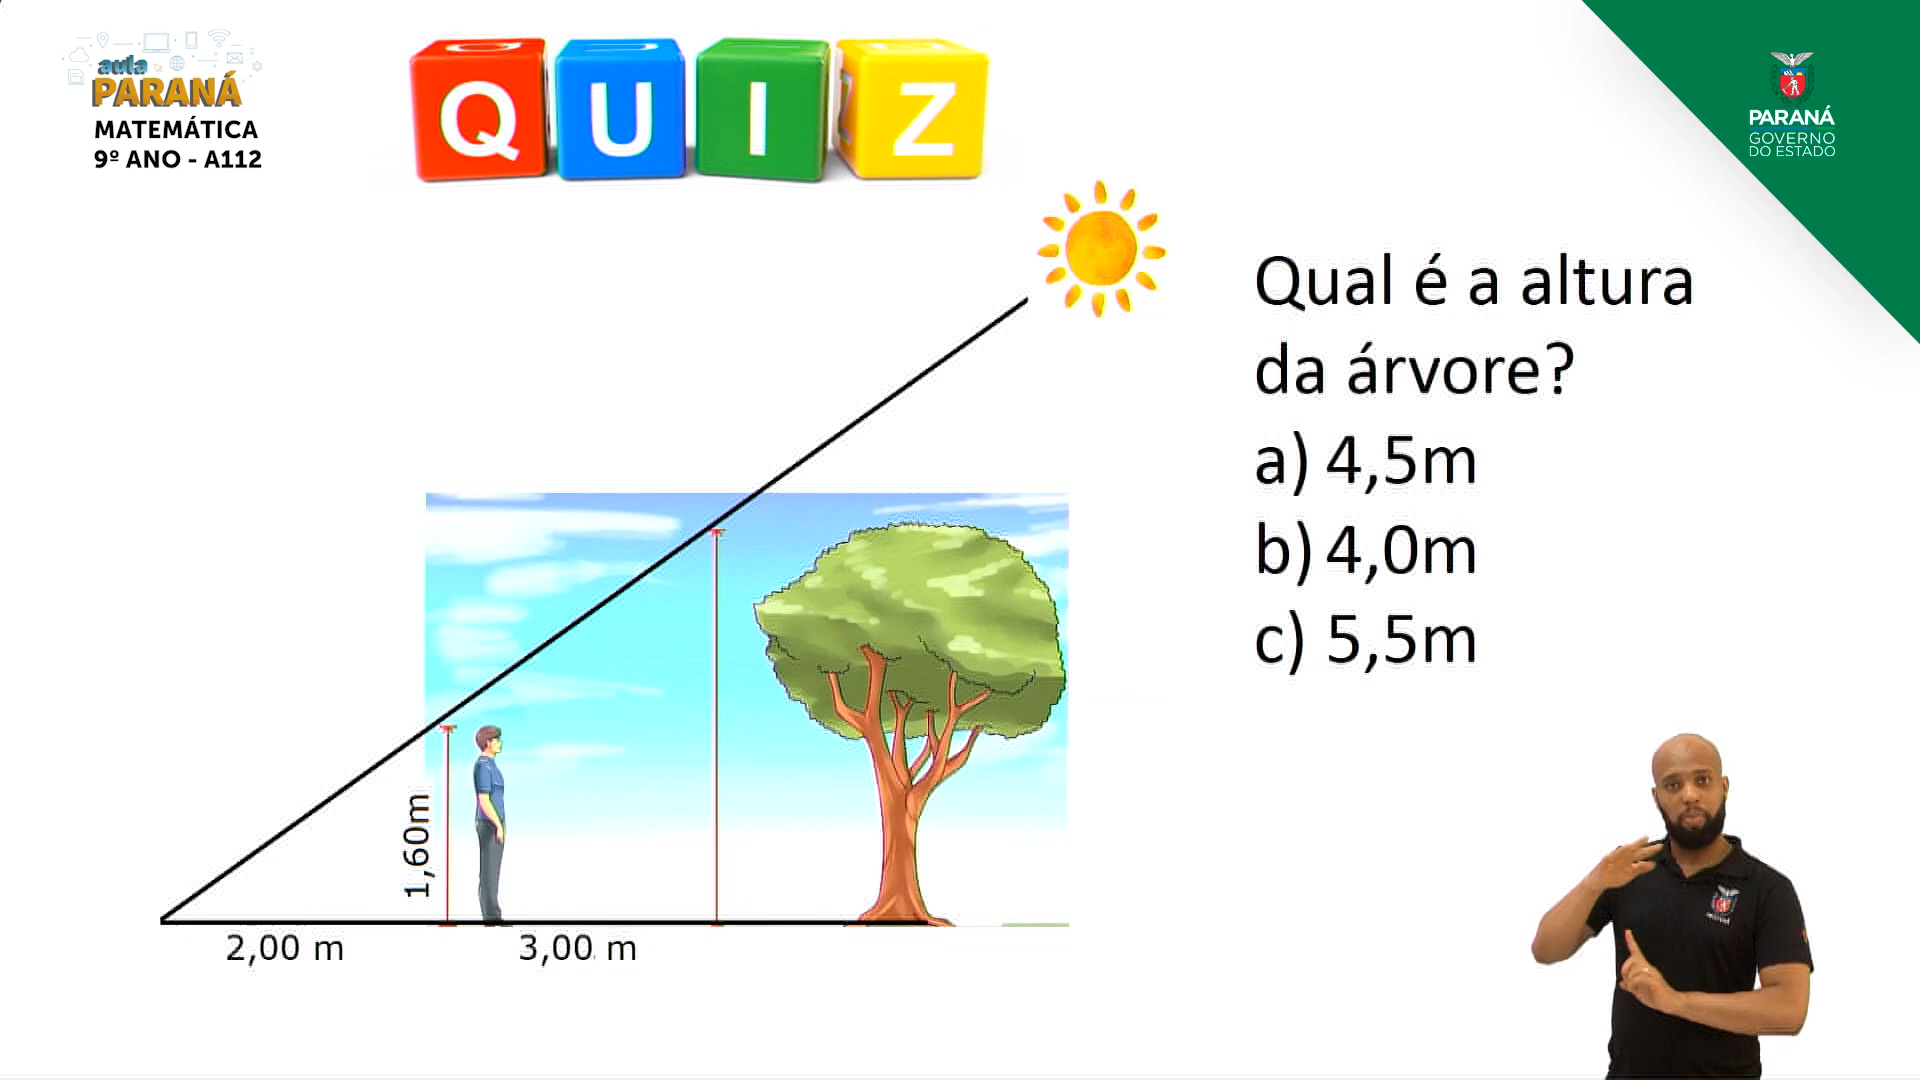 aula
PARANÁ
MATEMÁTICA
9º ANO - A112
QUIZ
PARANÁ
GOVERNO
DO ESTADO
Qual é a altura
da árvore?
a) 4,5m
b) 4,0m
c) 5,5m
1,60m
2,00 m
3,00 m